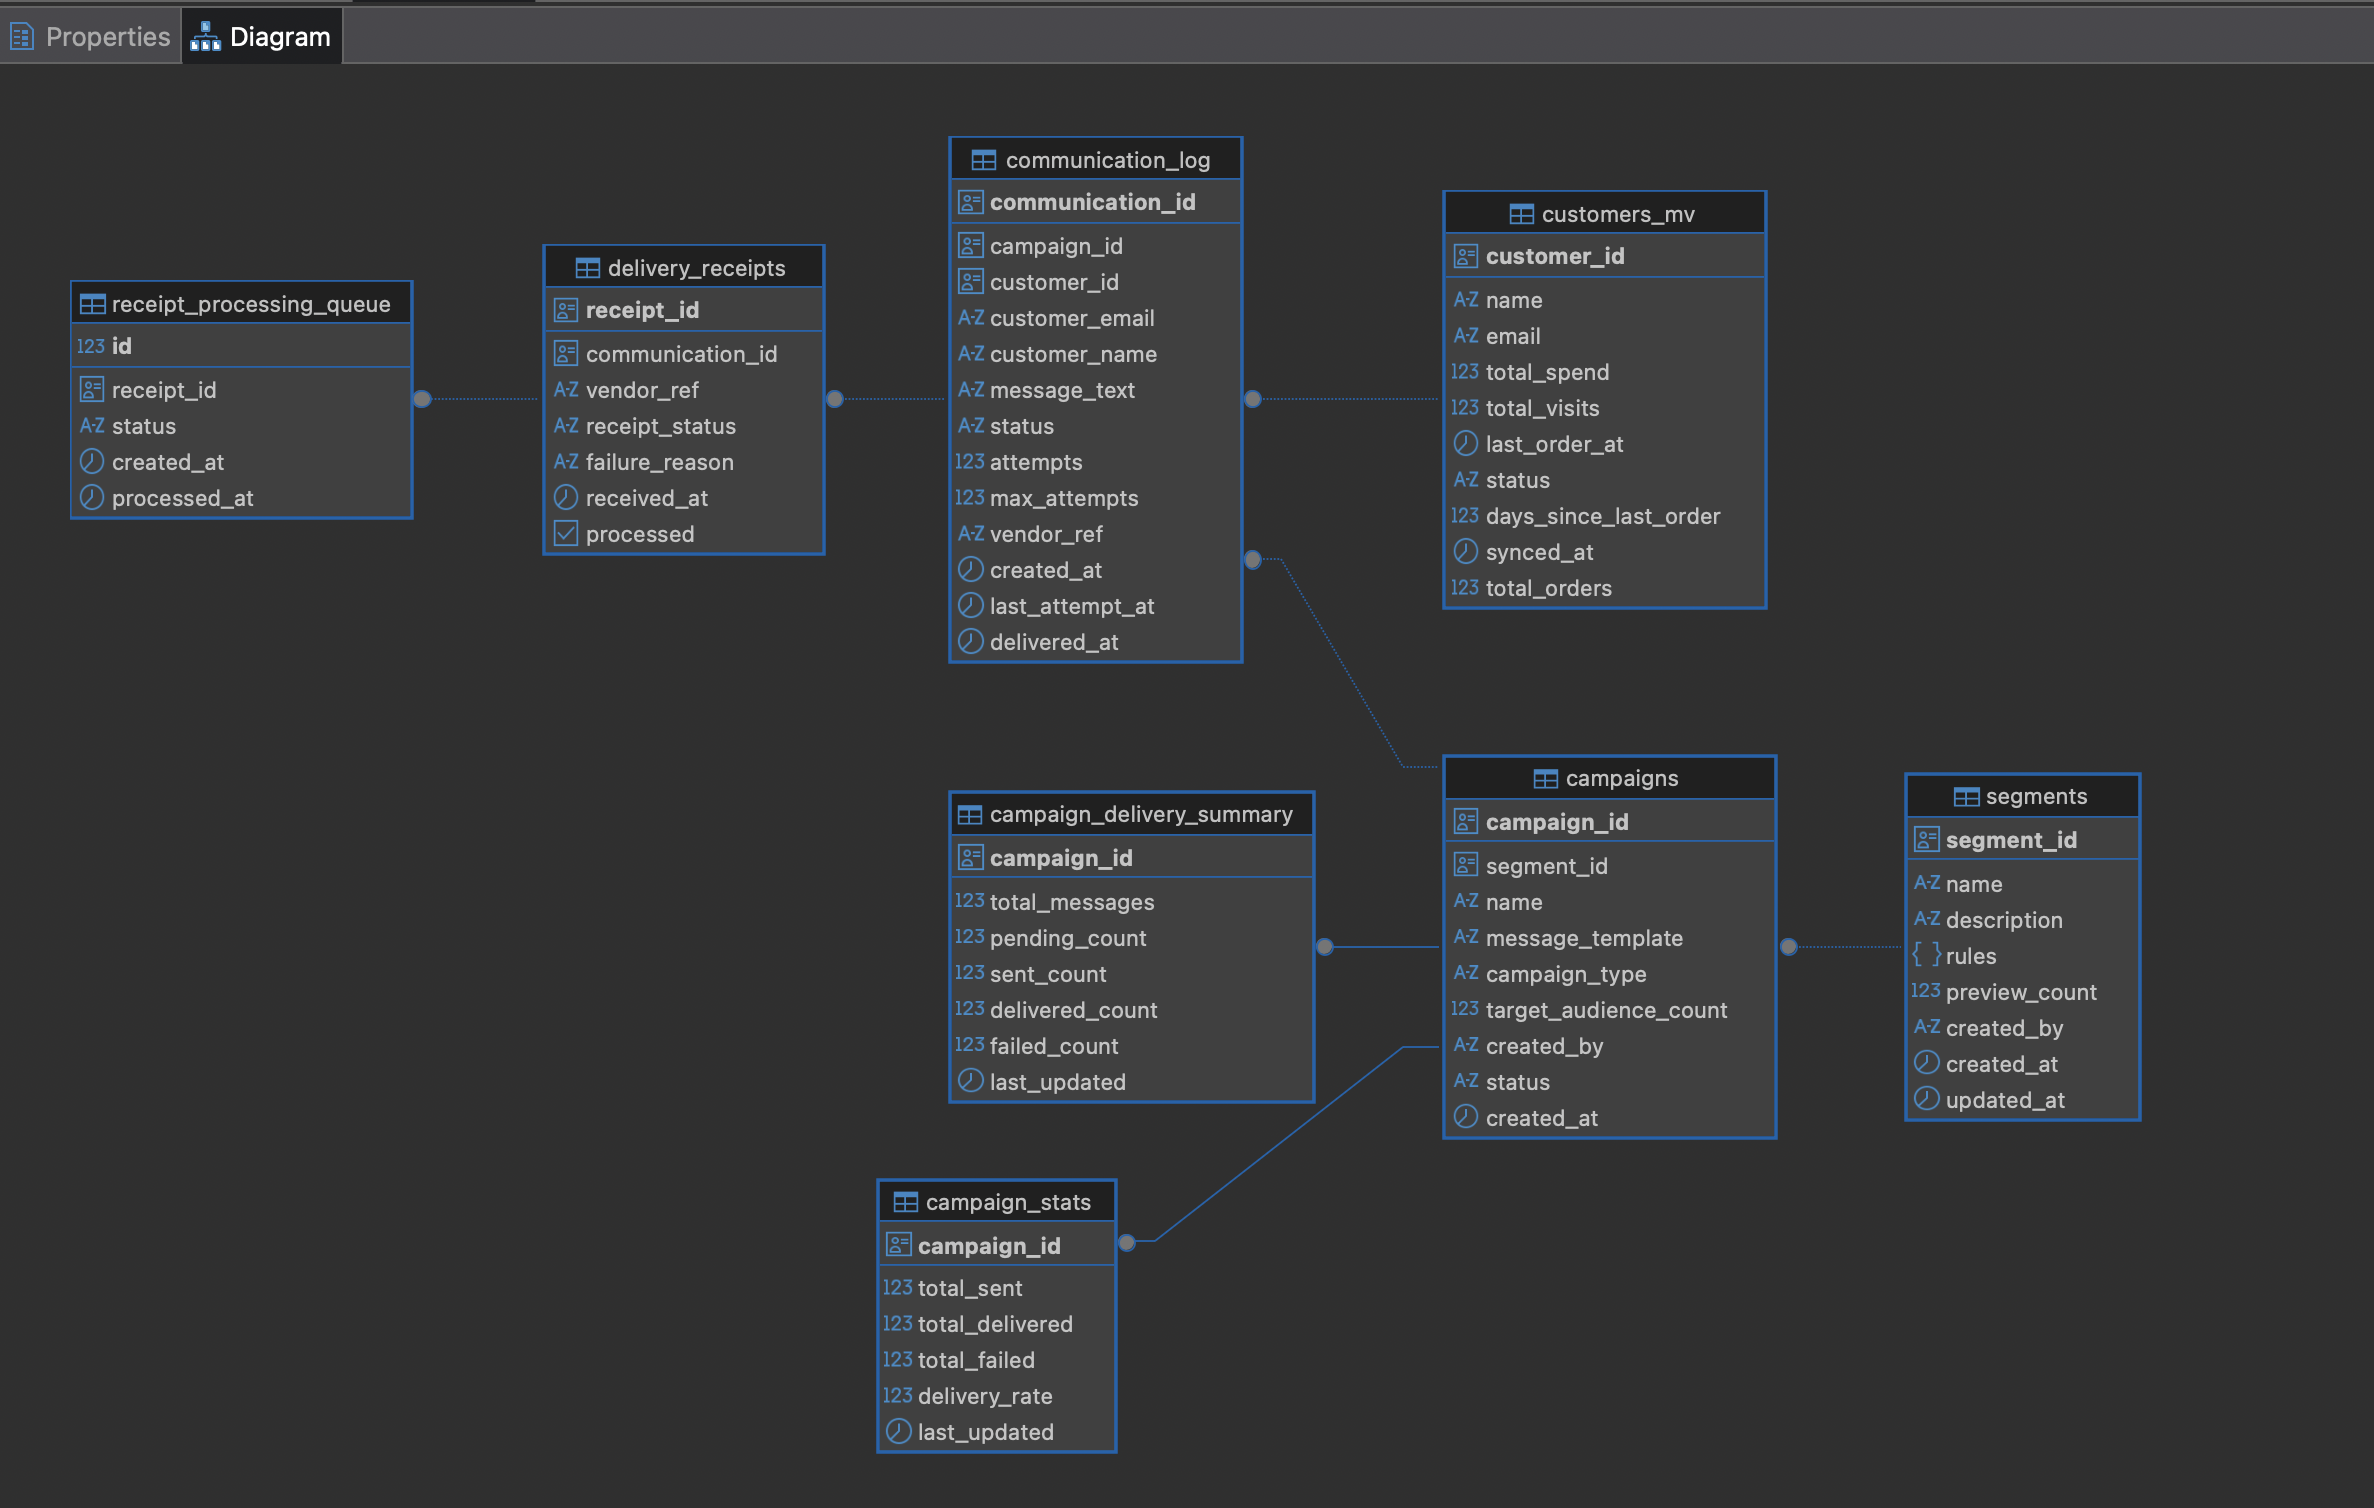 Properties
Diagram
receipt_processing_queue
123 id
receipt_id
A-Z status
created_at
processed_at
delivery_receipts
receipt_id
communication_id
A-Z vendor_ref
A-Z receipt_status
A-Z failure_reason
received_at
processed
communication_log
communication_id
campaign_id
customer_id
A-Z customer_email
A-Z customer_name
A-Z message_text
A-Z status
123 attempts
123 max_attempts
A-Z vendor_ref
created_at
last_attempt_at
delivered_at
customers_mv
customer_id
A-Z name
A-Z email
123 total_spend
123 total_visits
last_order_at
A-Z status
123 days_since_last_order
synced_at
123 total_orders
campaign_delivery_summary
campaign_id
123 total_messages
123 pending_count
123 sent_count
123 delivered_count
123 failed_count
last_updated
campaigns
campaign_id
segment_id
A-Z name
A-Z message_template
A-Z campaign_type
123 target_audience_count
A-Z created_by
A-Z status
created_at
segments
segment_id
A-Z name
A-Z description
{ } rules
123 preview_count
A-Z created_by
created_at
updated_at
campaign_stats
campaign_id
123 total_sent
123 total_delivered
123 total_failed
123 delivery_rate
last_updated